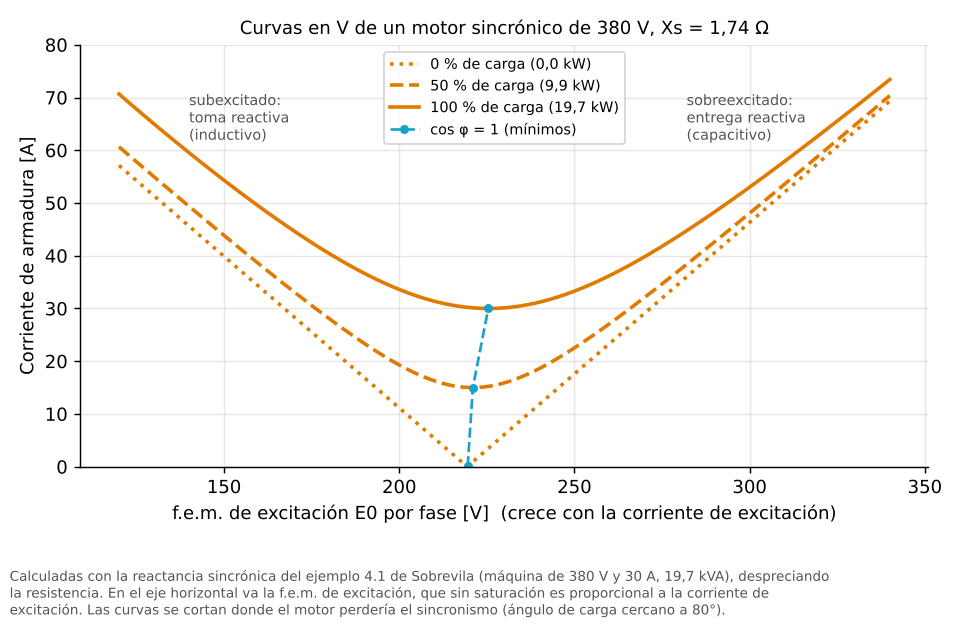 Curvas en V de un motor sincrónico de 380 V, Xs = 1,74 Ω
Corriente de armadura [A]
80
70
60
50
40
30
20
10
0
0 % de carga (0,0 kW)
50 % de carga (9,9 kW)
100 % de carga (19,7 kW)
cos φ = 1 (mínimos)
subexcitado:
toma reactiva
(inductivo)
sobreexcitado:
entrega reactiva
(capacitivo)
150
200
250
300
350
f.e.m. de excitación E0 por fase [V]  (crece con la corriente de excitación)
Calculadas con la reactancia sincrónica del ejemplo 4.1 de Sobrevila (máquina de 380 V y 30 A, 19,7 kVA), despreciando
la resistencia. En el eje horizontal va la f.e.m. de excitación, que sin saturación es proporcional a la corriente de
excitación. Las curvas se cortan donde el motor perdería el sincronismo (ángulo de carga cercano a 80°).